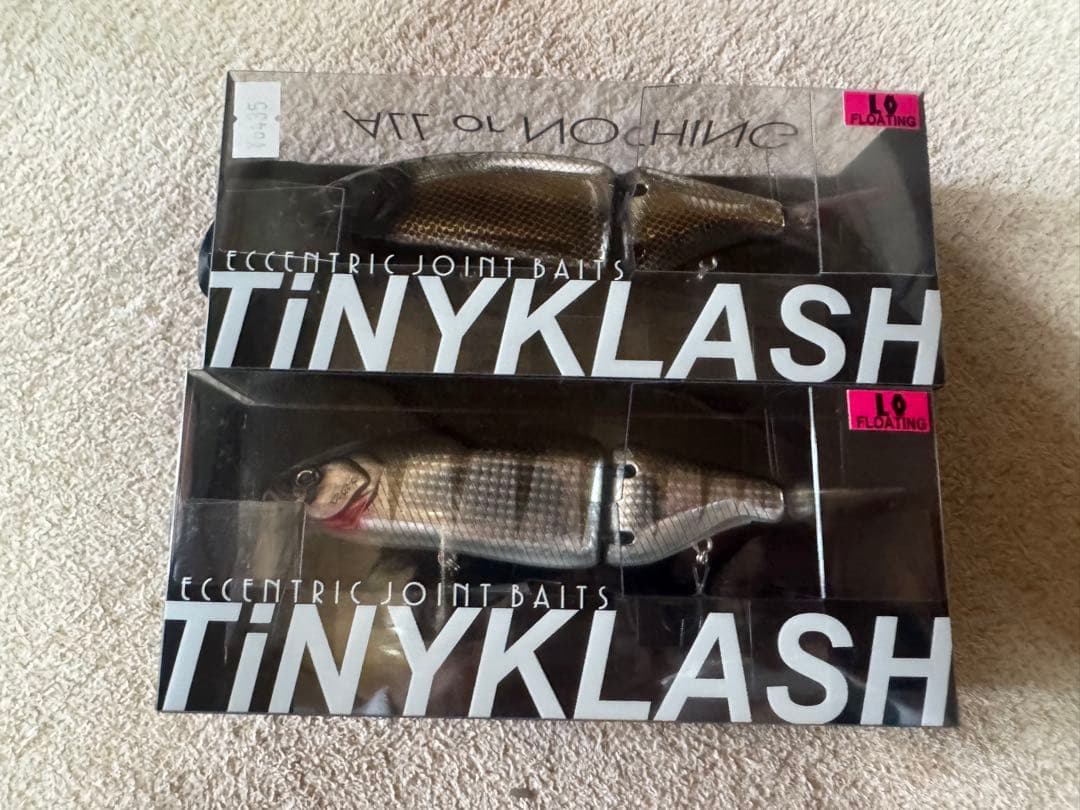 ALL or NOTHING
LO
FLOATING
ECCENTRIC JOINT BAITS
TiNYKLASH
LO
FLOATING
ECCENTRIC JOINT BAITS
TiNYKLASH